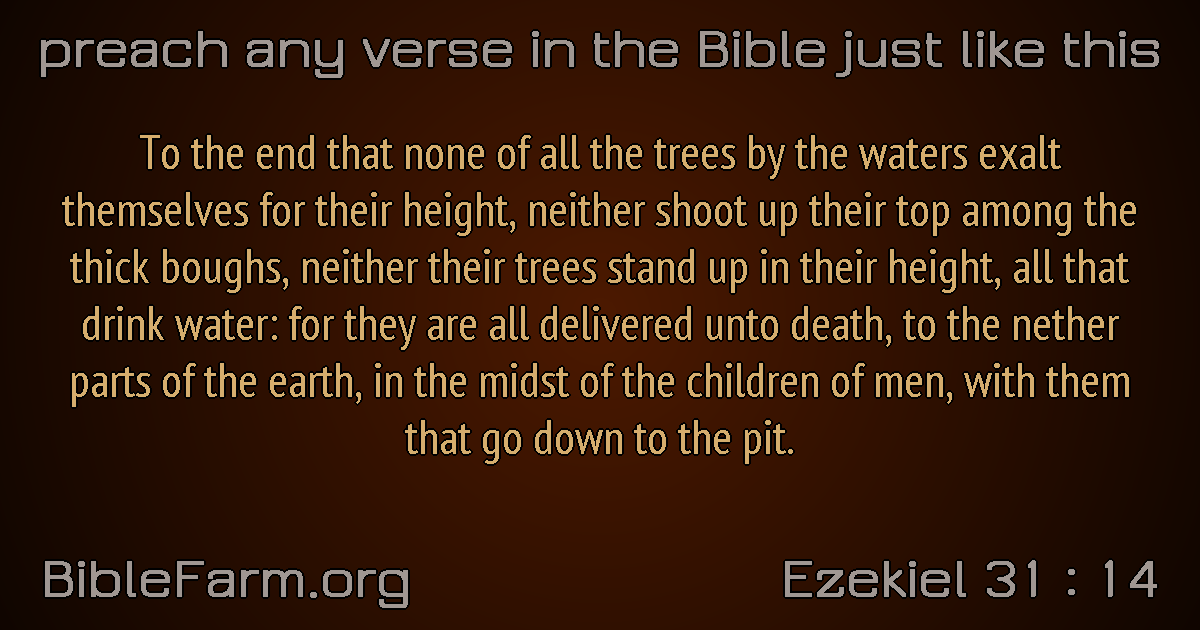 preach any verse in the Bible just like this
To the end that none of all the trees by the waters exalt
themselves for their height, neither shoot up their top among the
thick boughs, neither their trees stand up in their height, all that
drink water: for they are all delivered unto death, to the nether
parts of the earth, in the midst of the children of men, with them
that go down to the pit.
BibleFarm.org
Ezekiel 31 : 14